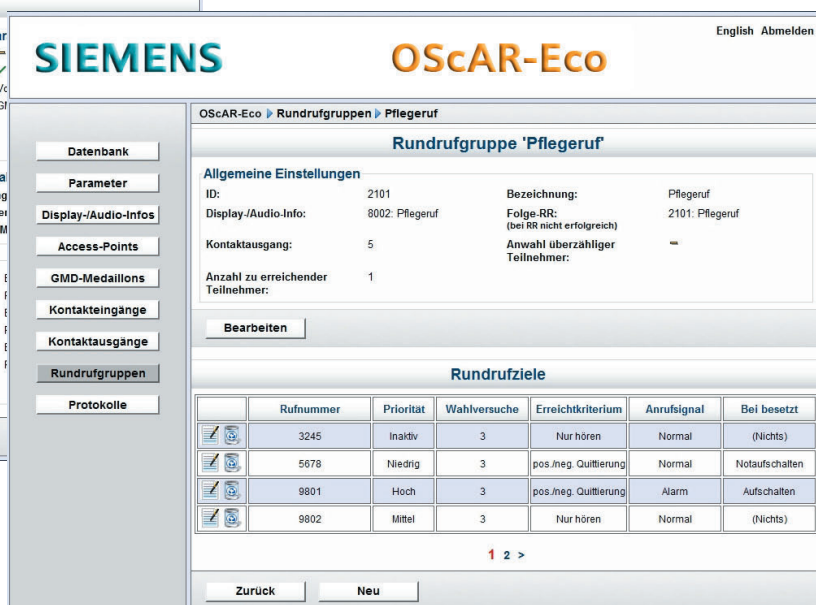 SIEMENS
OScAR-Eco
English Abmelden
Datenbank
Parameter
Display-/Audio-Infos
Access-Points
GMD-Medaillons
Kontakteingänge
Kontaktausgänge
Rundrufgruppen
Protokolle
OScAR-Eco Rundrufgruppen Pflegeruf
Rundrufgruppe 'Pflegeruf'
Allgemeine Einstellungen
ID: 2101 Bezeichnung: Pflegeruf
Display-/Audio-Info: 8002: Pflegeruf Folge-RR: 2101: Pflegeruf
(bei RR nicht erfolgreich)
Kontaktausgang: 5 Anwahl überzähliger
Teilnehmer:
Anzahl zu erreichender 1
Teilnehmer:
Bearbeiten
Rundrufziele
Rufnummer Priorität Wahlversuche Erreichtkriterium Anrufsignal Bei besetzt
3245 Inaktiv 3 Nur hören Normal (Nichts)
5678 Niedrig 3 pos./neg. Quittierung Normal Notaufschalten
9801 Hoch 3 pos./neg. Quittierung Alarm Aufschalten
9802 Mittel 3 Nur hören Normal (Nichts)
1 2 >
Zurück Neu